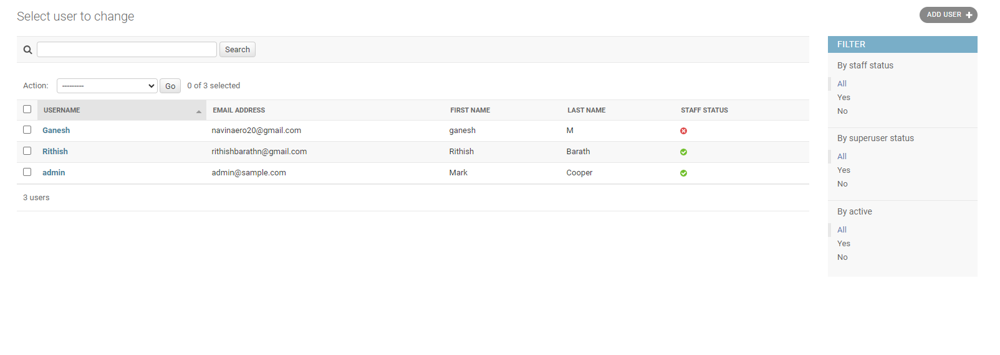 Select user to change
ADD USER
Search
Action: --------- Go 0 of 3 selected
USERNAME EMAIL ADDRESS FIRST NAME LAST NAME STAFF STATUS
Ganesh navinaero20@gmail.com ganesh M
Rithish rithishbarathn@gmail.com Rithish Barath
admin admin@sample.com Mark Cooper
3 users
FILTER
By staff status
All
Yes
No
By superuser status
All
Yes
No
By active
All
Yes
No